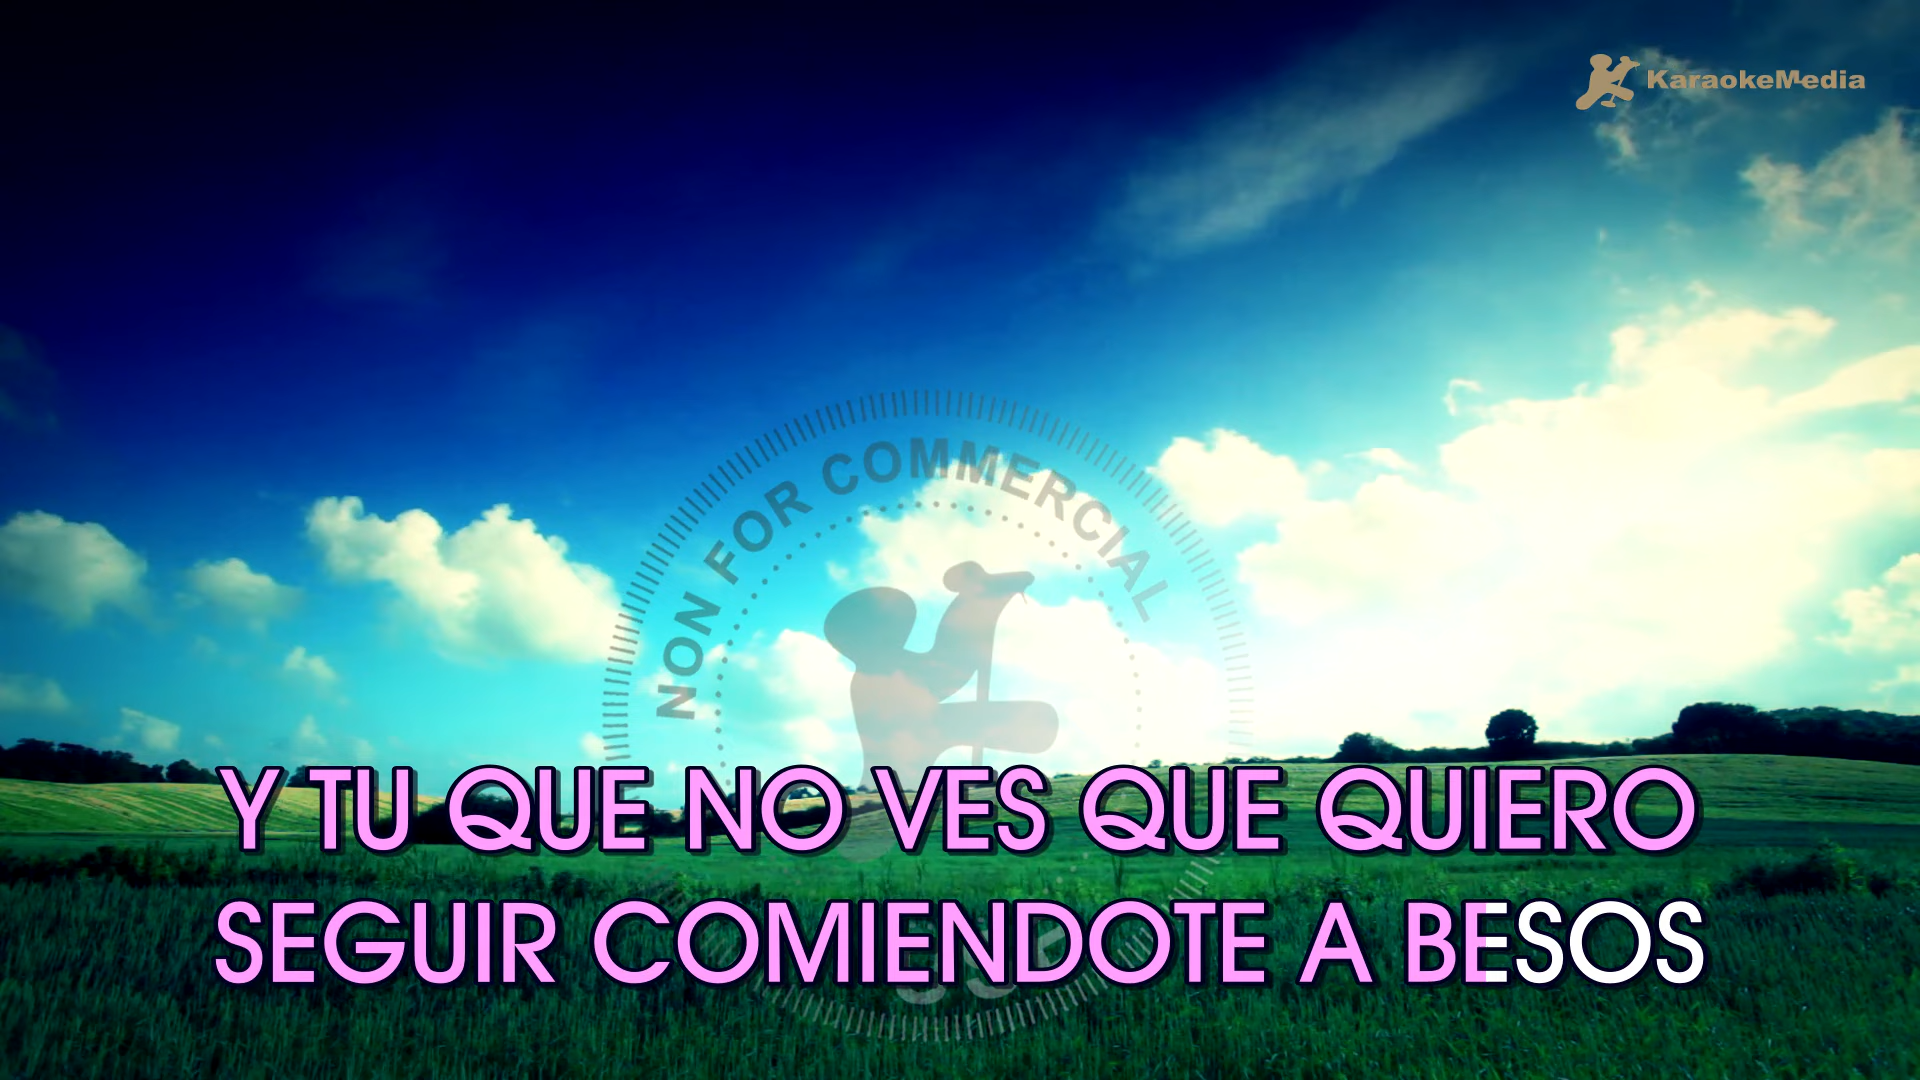 KaraokeMedia
NON FOR COMMERCIAL
Y TU QUE NO VES QUE QUIERO
SEGUIR COMIENDOTE A BESOS